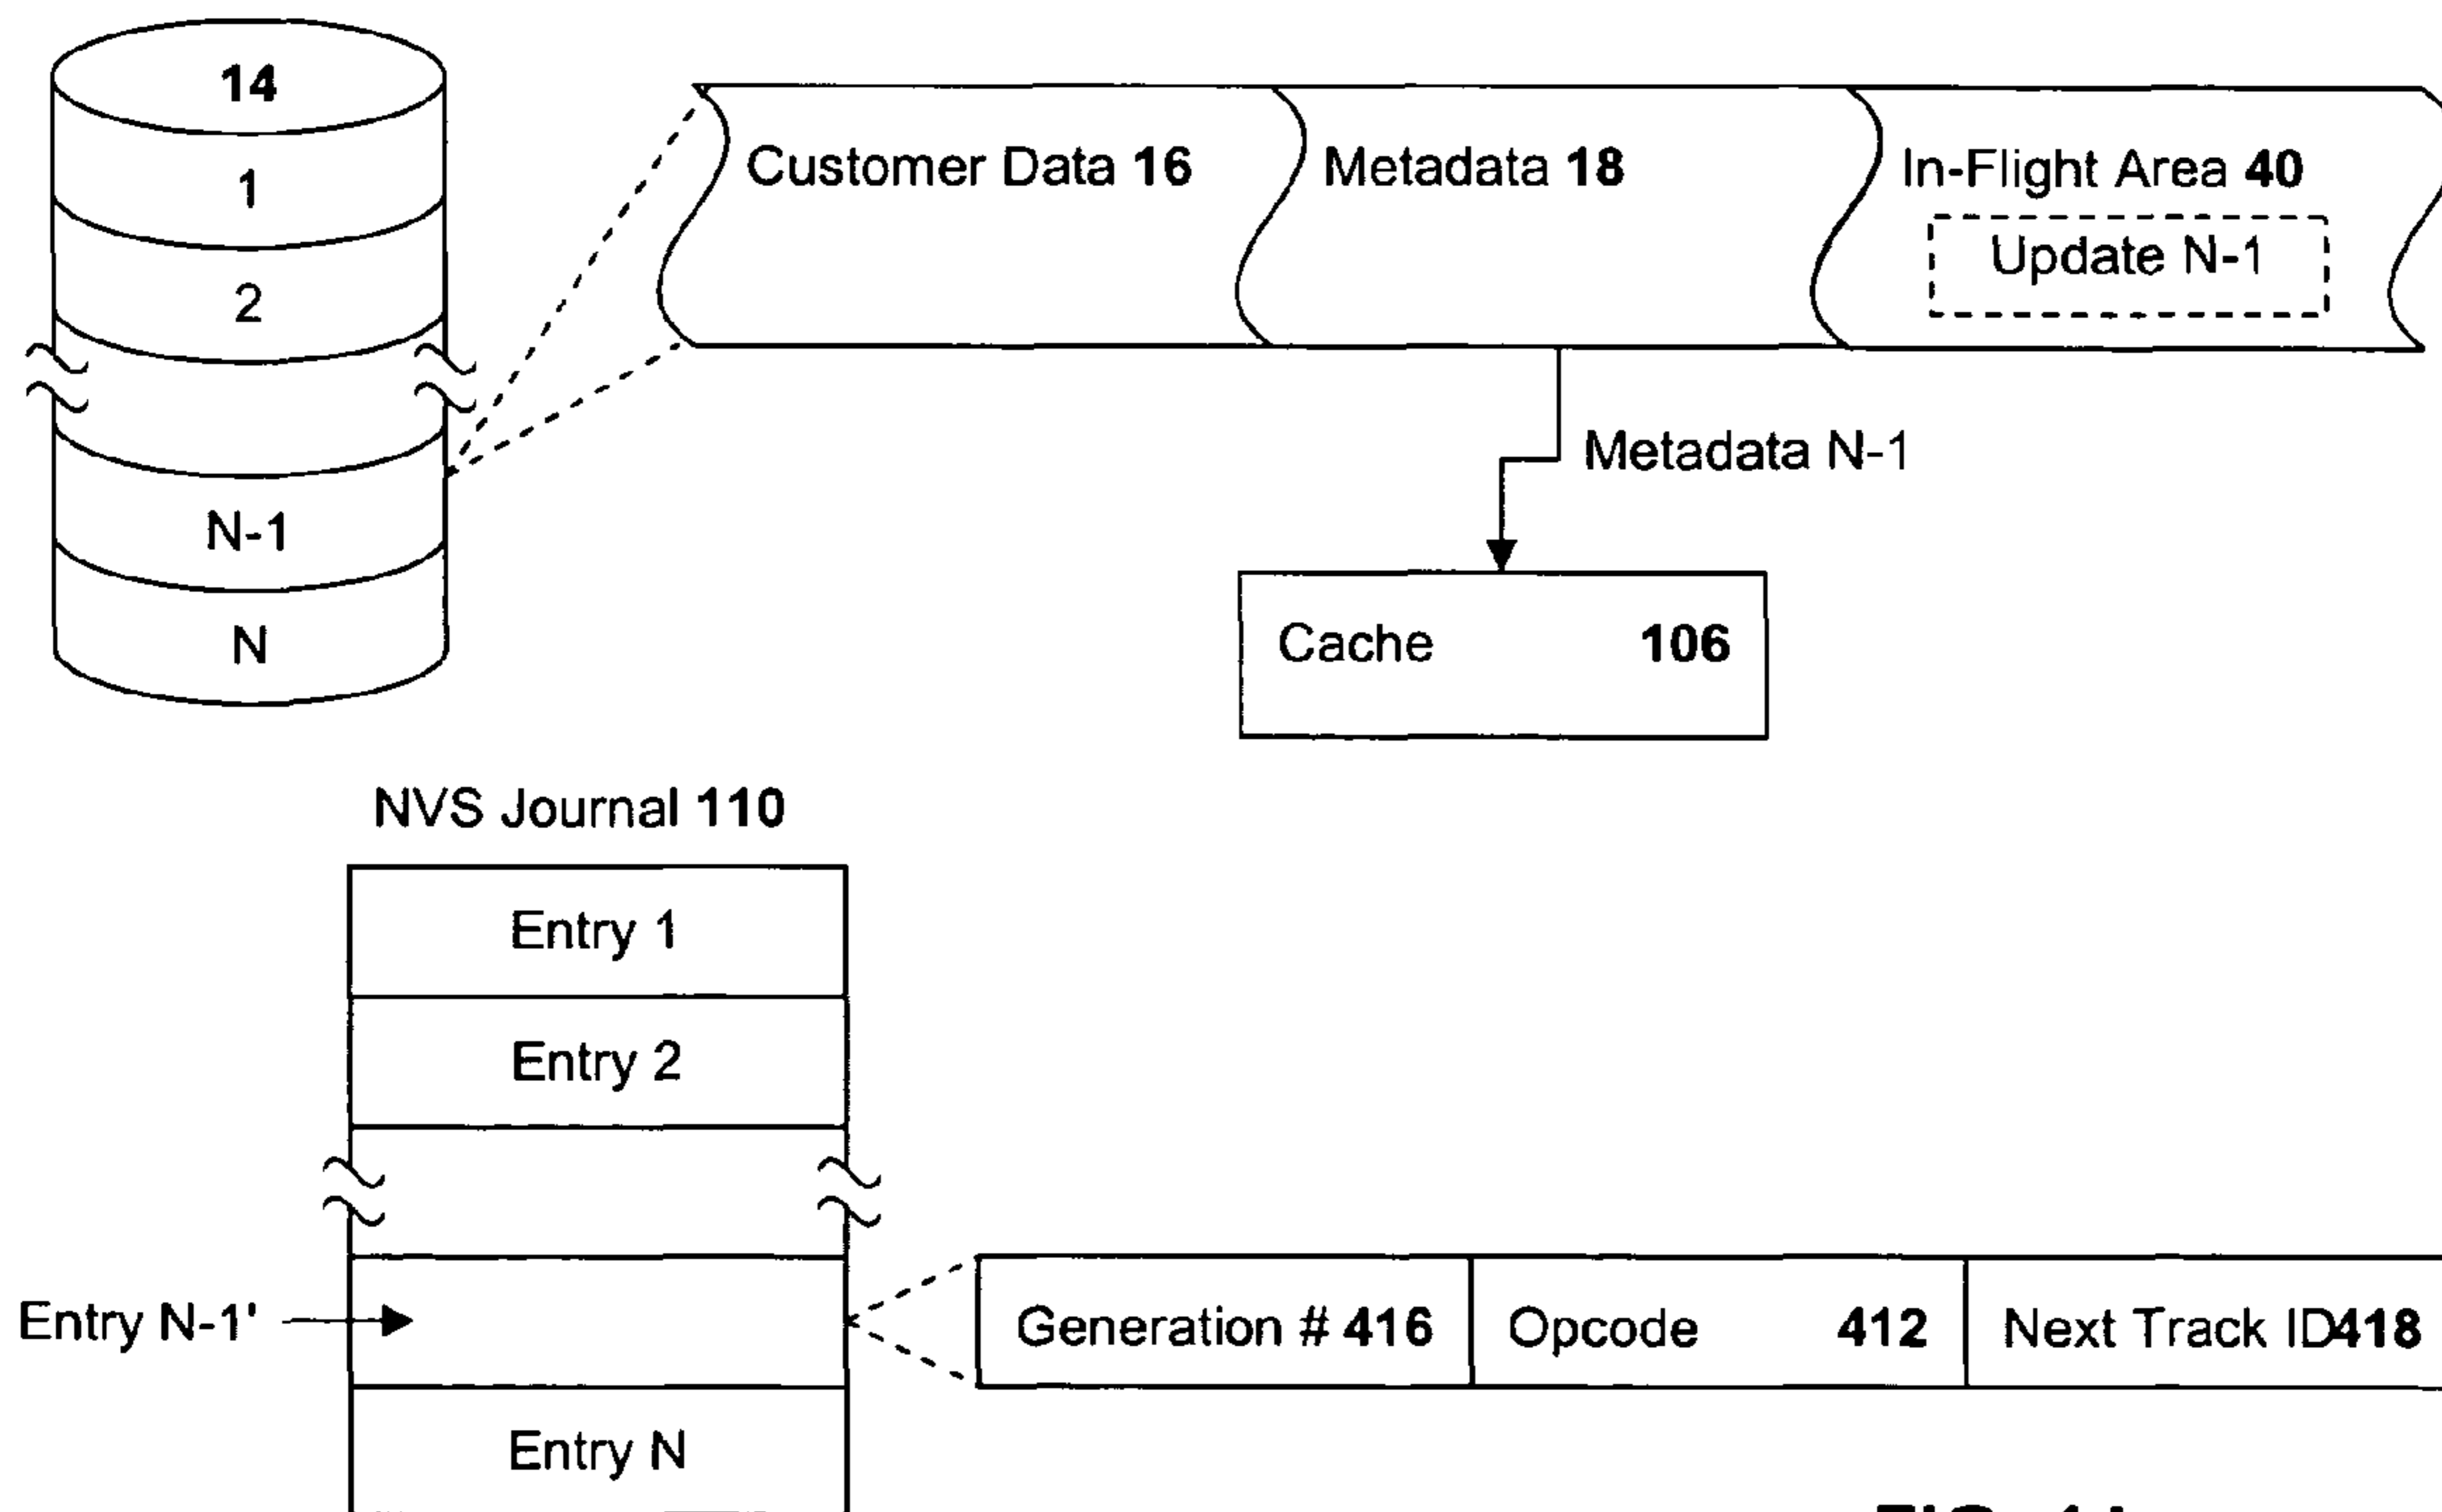 14
1
2
N-1
N
Customer Data 16
Metadata 18
In-Flight Area 40
Update N-1
Metadata N-1
Cache 106
NVS Journal 110
Entry 1
Entry 2
Entry N-1'
Generation # 416
Opcode 412
Next Track ID418
Entry N